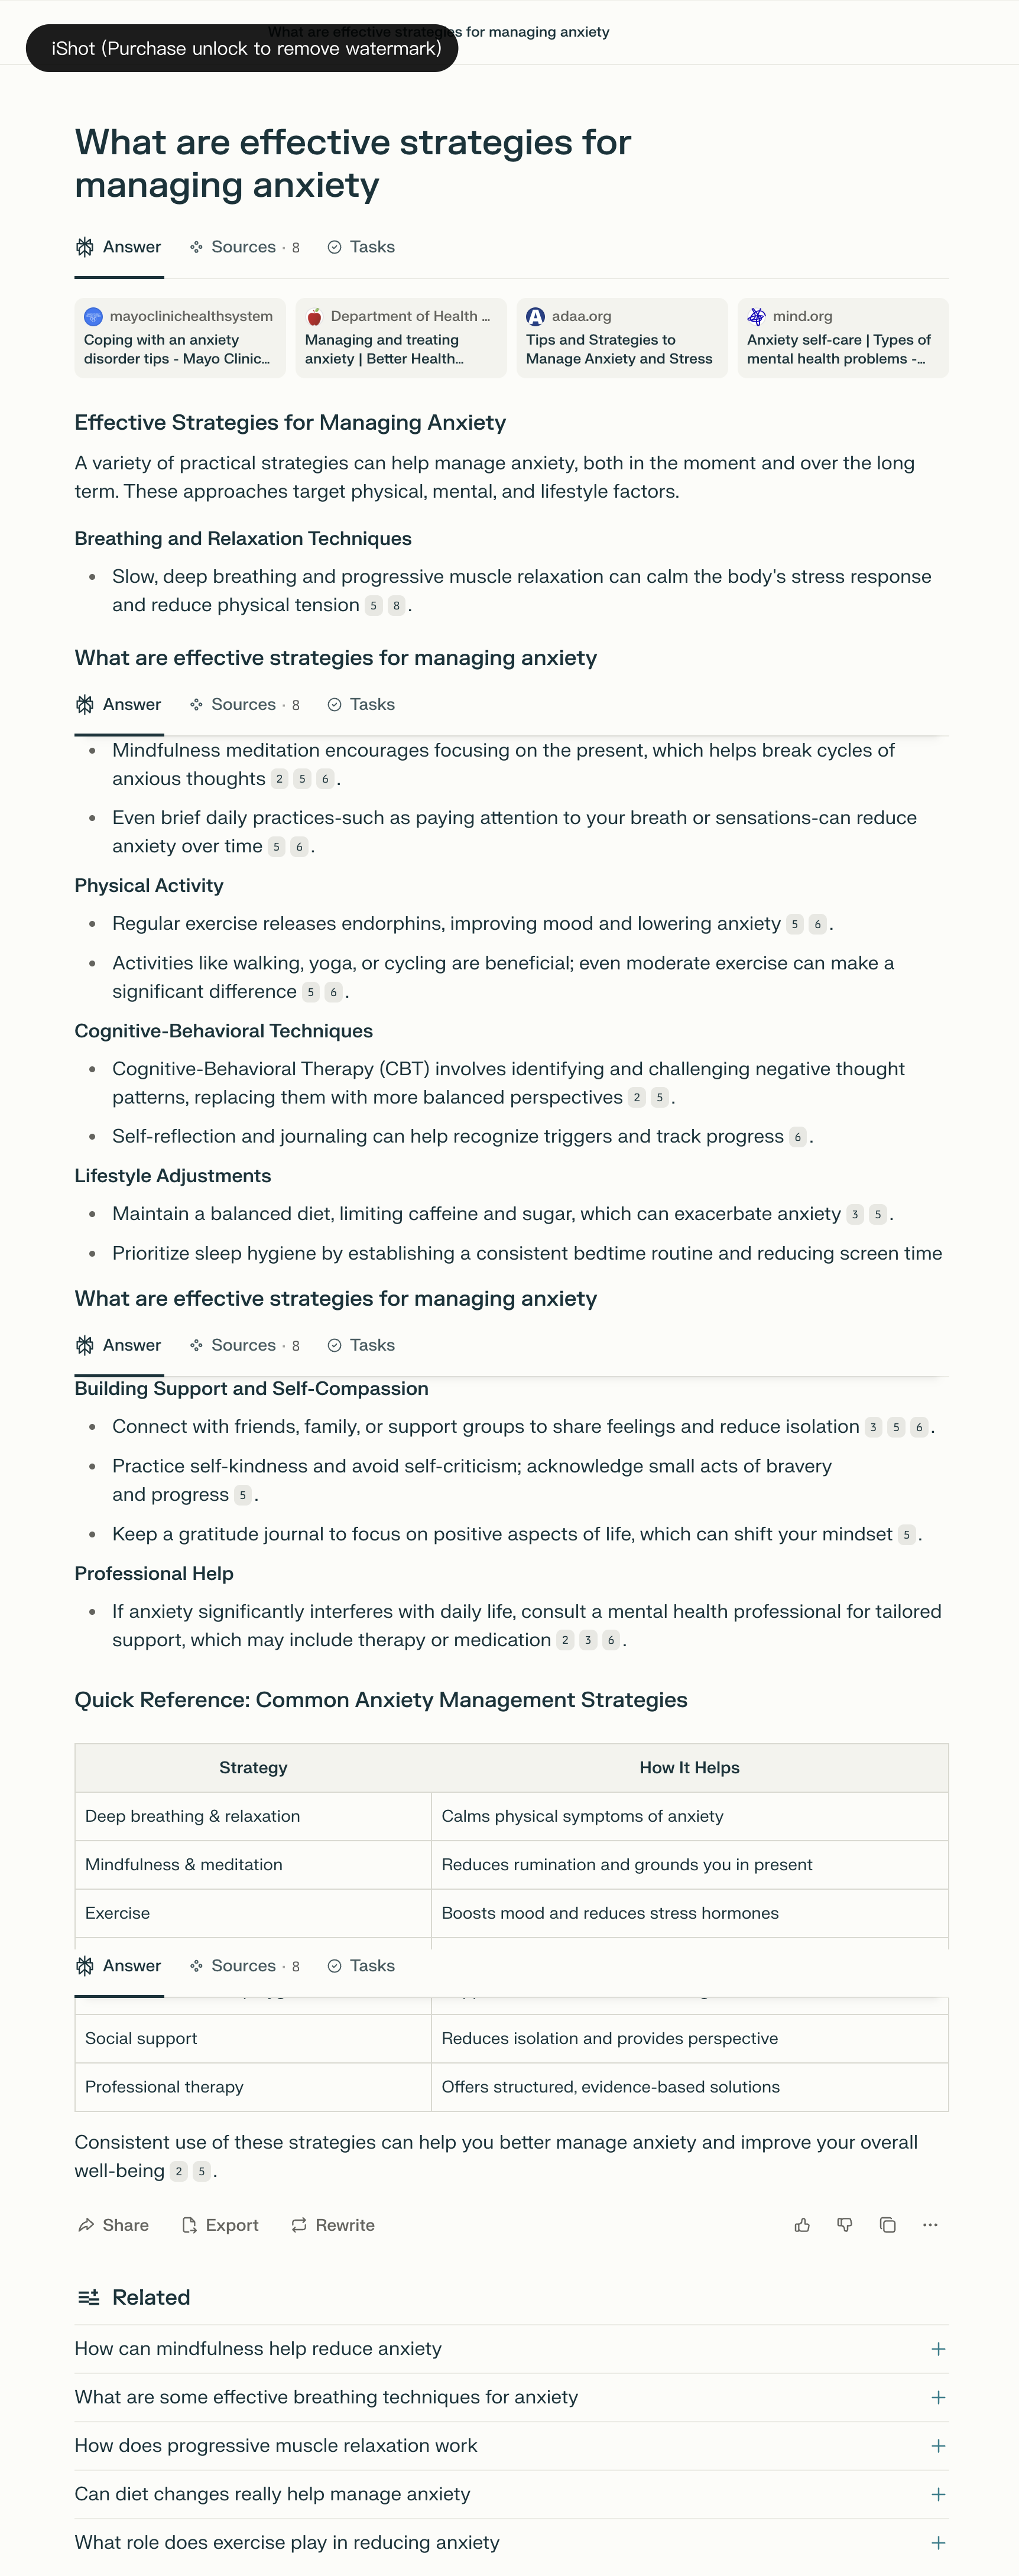 What are effective strategies for managing anxiety
iShot (Purchase unlock to remove watermark)
What are effective strategies for
managing anxiety
Answer
Sources · 8
Tasks
mayoclinichealthsystem
Coping with an anxiety
disorder tips - Mayo Clinic...
Department of Health ...
Managing and treating
anxiety | Better Health...
adaa.org
Tips and Strategies to
Manage Anxiety and Stress
mind.org
Anxiety self-care | Types of
mental health problems -...
Effective Strategies for Managing Anxiety
A variety of practical strategies can help manage anxiety, both in the moment and over the long
term. These approaches target physical, mental, and lifestyle factors.
Breathing and Relaxation Techniques
• Slow, deep breathing and progressive muscle relaxation can calm the body's stress response
and reduce physical tension 5 8 .
What are effective strategies for managing anxiety
Answer
Sources · 8
Tasks
• Mindfulness meditation encourages focusing on the present, which helps break cycles of
anxious thoughts 2 5 6 .
• Even brief daily practices-such as paying attention to your breath or sensations-can reduce
anxiety over time 5 6 .
Physical Activity
• Regular exercise releases endorphins, improving mood and lowering anxiety 5 6 .
• Activities like walking, yoga, or cycling are beneficial; even moderate exercise can make a
significant difference 5 6 .
Cognitive-Behavioral Techniques
• Cognitive-Behavioral Therapy (CBT) involves identifying and challenging negative thought
patterns, replacing them with more balanced perspectives 2 5 .
• Self-reflection and journaling can help recognize triggers and track progress 6 .
Lifestyle Adjustments
• Maintain a balanced diet, limiting caffeine and sugar, which can exacerbate anxiety 3 5 .
• Prioritize sleep hygiene by establishing a consistent bedtime routine and reducing screen time
What are effective strategies for managing anxiety
Answer
Sources · 8
Tasks
Building Support and Self-Compassion
• Connect with friends, family, or support groups to share feelings and reduce isolation 3 5 6 .
• Practice self-kindness and avoid self-criticism; acknowledge small acts of bravery
and progress 5 .
• Keep a gratitude journal to focus on positive aspects of life, which can shift your mindset 5 .
Professional Help
• If anxiety significantly interferes with daily life, consult a mental health professional for tailored
support, which may include therapy or medication 2 3 6 .
Quick Reference: Common Anxiety Management Strategies
Strategy
How It Helps
Deep breathing & relaxation
Calms physical symptoms of anxiety
Mindfulness & meditation
Reduces rumination and grounds you in present
Exercise
Boosts mood and reduces stress hormones
Answer
Sources · 8
Tasks
Social support
Reduces isolation and provides perspective
Professional therapy
Offers structured, evidence-based solutions
Consistent use of these strategies can help you better manage anxiety and improve your overall
well-being 2 5 .
Share
Export
Rewrite
Related
How can mindfulness help reduce anxiety
What are some effective breathing techniques for anxiety
How does progressive muscle relaxation work
Can diet changes really help manage anxiety
What role does exercise play in reducing anxiety